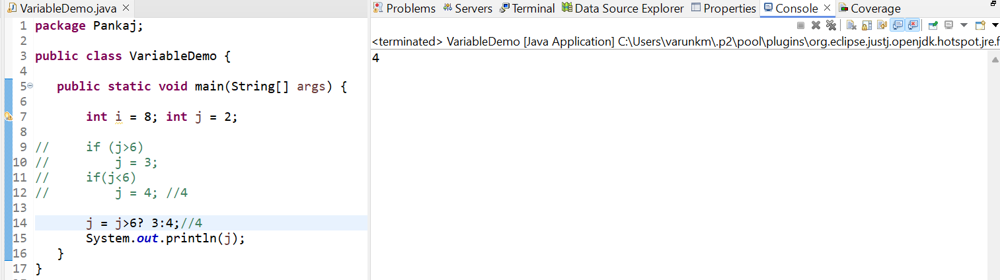 VariableDemo.java
1 package Pankaj;
2
3 public class VariableDemo {
4
5 public static void main(String[] args) {
6
7 int i = 8; int j = 2;
8
9 // if (j>6)
10 // j = 3;
11 // if(j<6)
12 // j = 4; //4
13
14 j = j>6? 3:4;//4
15 System.out.println(j);
16 }
17 }
Problems Servers Terminal Data Source Explorer Properties Console Coverage
<terminated> VariableDemo [Java Application] C:\Users\varunkm\.p2\pool\plugins\org.eclipse.justj.openjdk.hotspot.jre.f
4